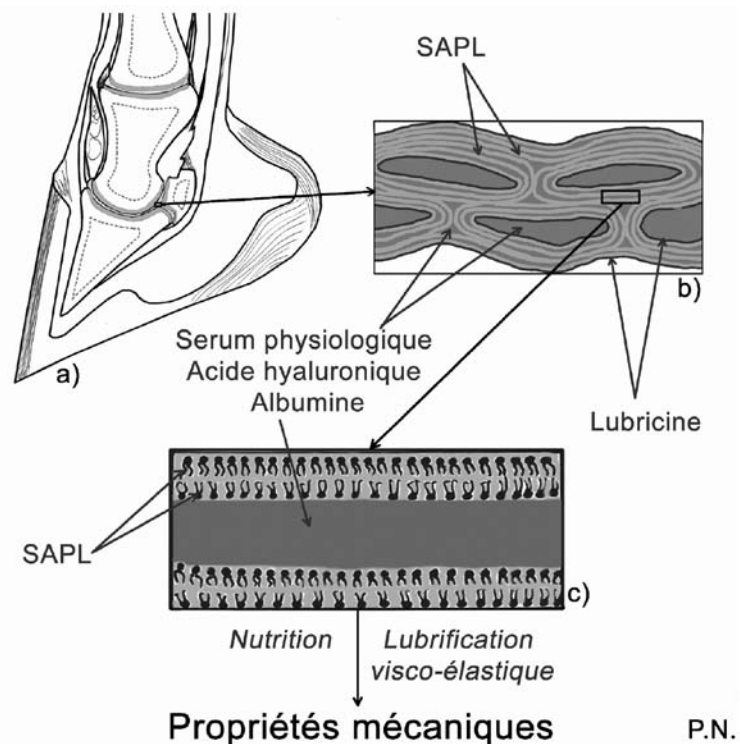 SAPL
a)
b)
Serum physiologique
Acide hyaluronique
Albumine
Lubricine
SAPL
c)
Nutrition
Lubrification
visco-élastique
Propriétés mécaniques
P.N.